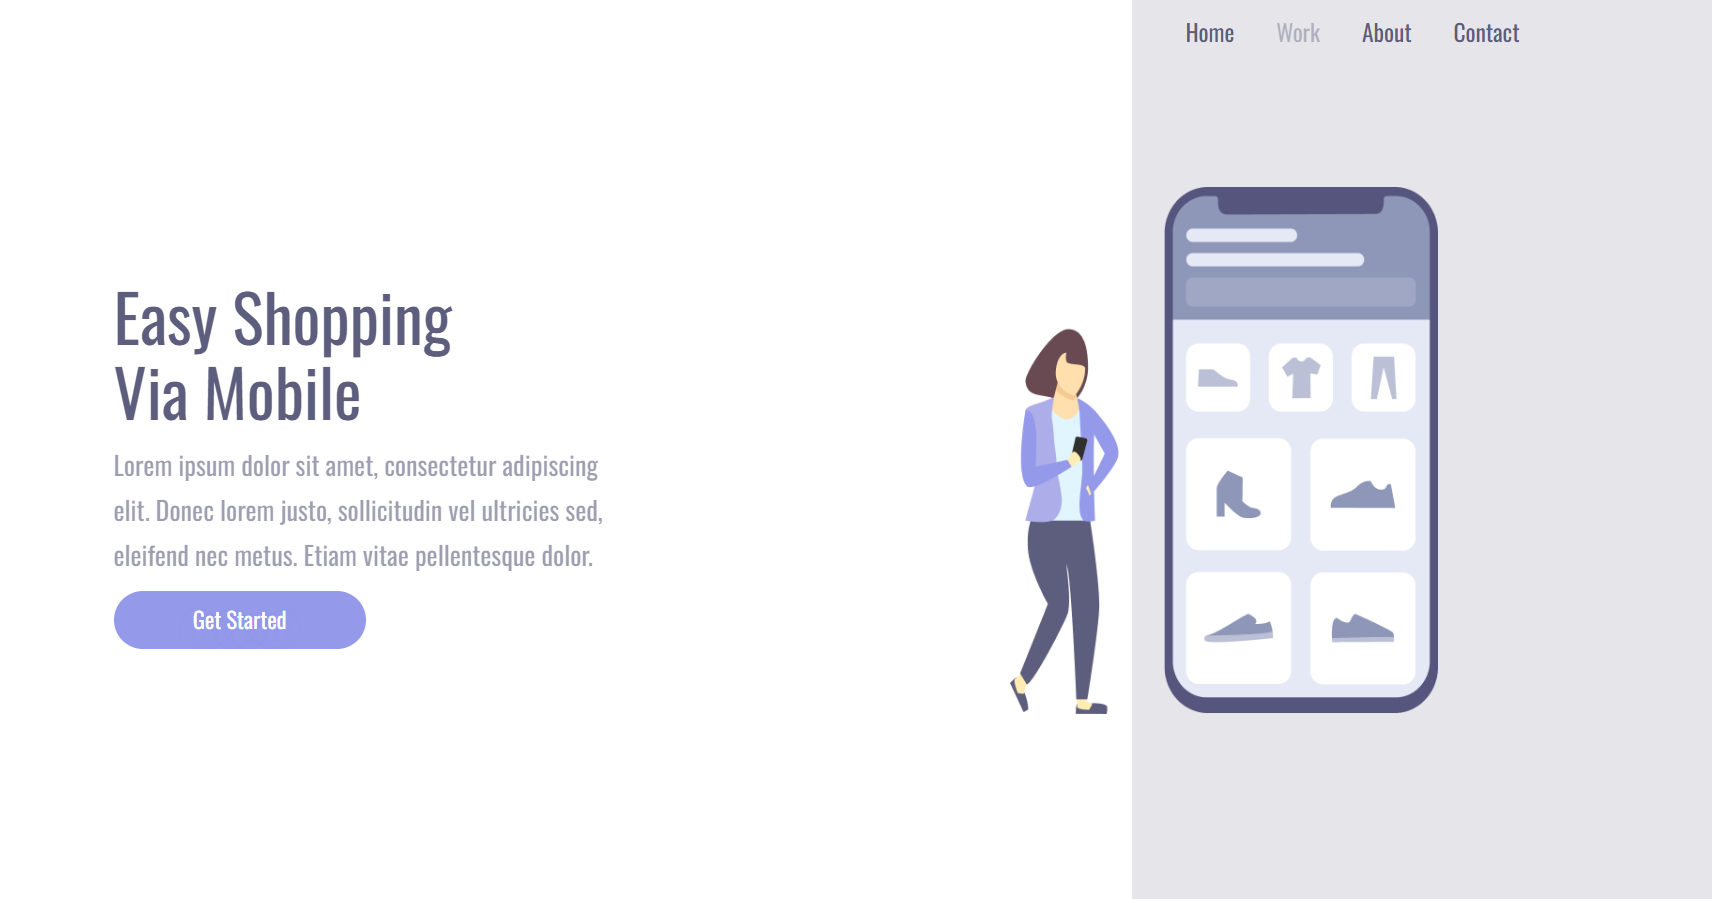 Home Work About Contact
Easy Shopping
Via Mobile
Lorem ipsum dolor sit amet, consectetur adipiscing
elit. Donec lorem justo, sollicitudin vel ultricies sed,
eleifend nec metus. Etiam vitae pellentesque dolor.
Get Started